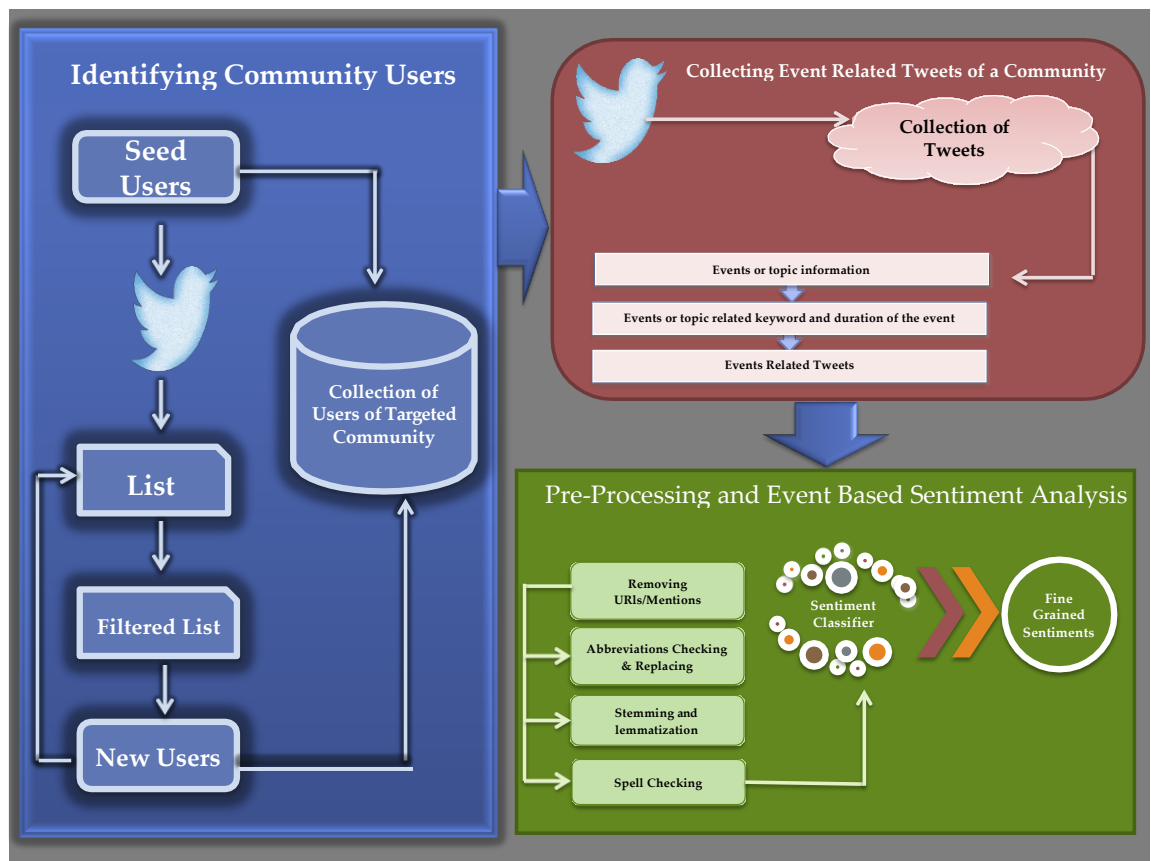 Identifying Community Users
Seed
Users
List
Filtered List
New Users
Collection of
Users of Targeted
Community
Collecting Event Related Tweets of a Community
Collection of
Tweets
Events or topic information
Events or topic related keyword and duration of the event
Events Related Tweets
Pre-Processing and Event Based Sentiment Analysis
Removing
URls/Mentions
Abbreviations Checking
& Replacing
Stemming and
lemmatization
Spell Checking
Sentiment
Classifier
Fine
Grained
Sentiments